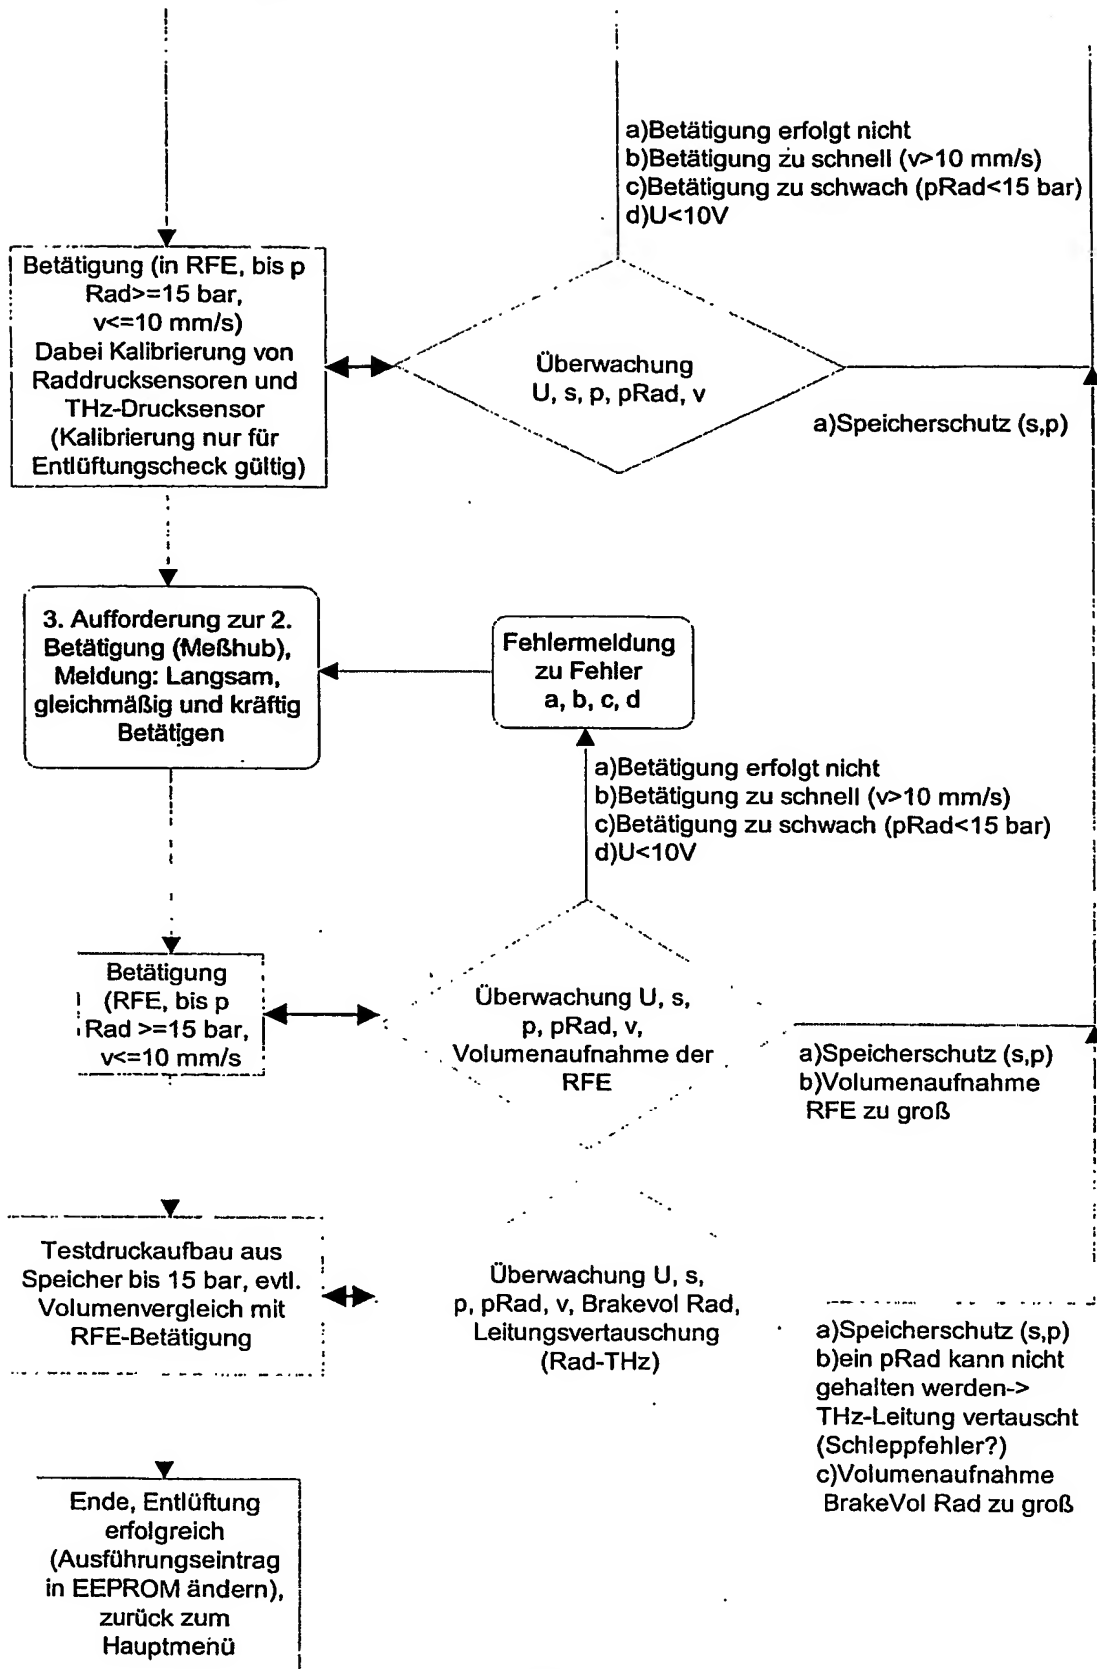 a)Betätigung erfolgt nicht
b)Betätigung zu schnell (v>10 mm/s)
c)Betätigung zu schwach (pRad<15 bar)
d)U<10V
Betätigung (in RFE, bis p
Rad>=15 bar,
v<=10 mm/s)
Dabei Kalibrierung von
Raddrucksensoren und
THz-Drucksensor
(Kalibrierung nur für
Entlüftungscheck gültig)
Überwachung
U, s, p, pRad, v
a)Speicherschutz (s,p)
3. Aufforderung zur 2.
Betätigung (Meßhub),
Meldung: Langsam,
gleichmäßig und kräftig
Betätigen
Fehlermeldung
zu Fehler
a, b, c, d
a)Betätigung erfolgt nicht
b)Betätigung zu schnell (v>10 mm/s)
c)Betätigung zu schwach (pRad<15 bar)
d)U<10V
Betätigung
(RFE, bis p
Rad >=15 bar,
v<=10 mm/s
Überwachung U, s,
p, pRad, v,
Volumenaufnahme der
RFE
a)Speicherschutz (s,p)
b)Volumenaufnahme
RFE zu groß
Testdruckaufbau aus
Speicher bis 15 bar, evtl.
Volumenvergleich mit
RFE-Betätigung
Überwachung U, s,
p, pRad, v, Brakevol Rad,
Leitungsvertauschung
(Rad-THz)
a)Speicherschutz (s,p)
b)ein pRad kann nicht
gehalten werden->
THz-Leitung vertauscht
(Schleppfehler?)
c)Volumenaufnahme
BrakeVol Rad zu groß
Ende, Entlüftung
erfolgreich
(Ausführungseintrag
in EEPROM ändern),
zurück zum
Hauptmenü